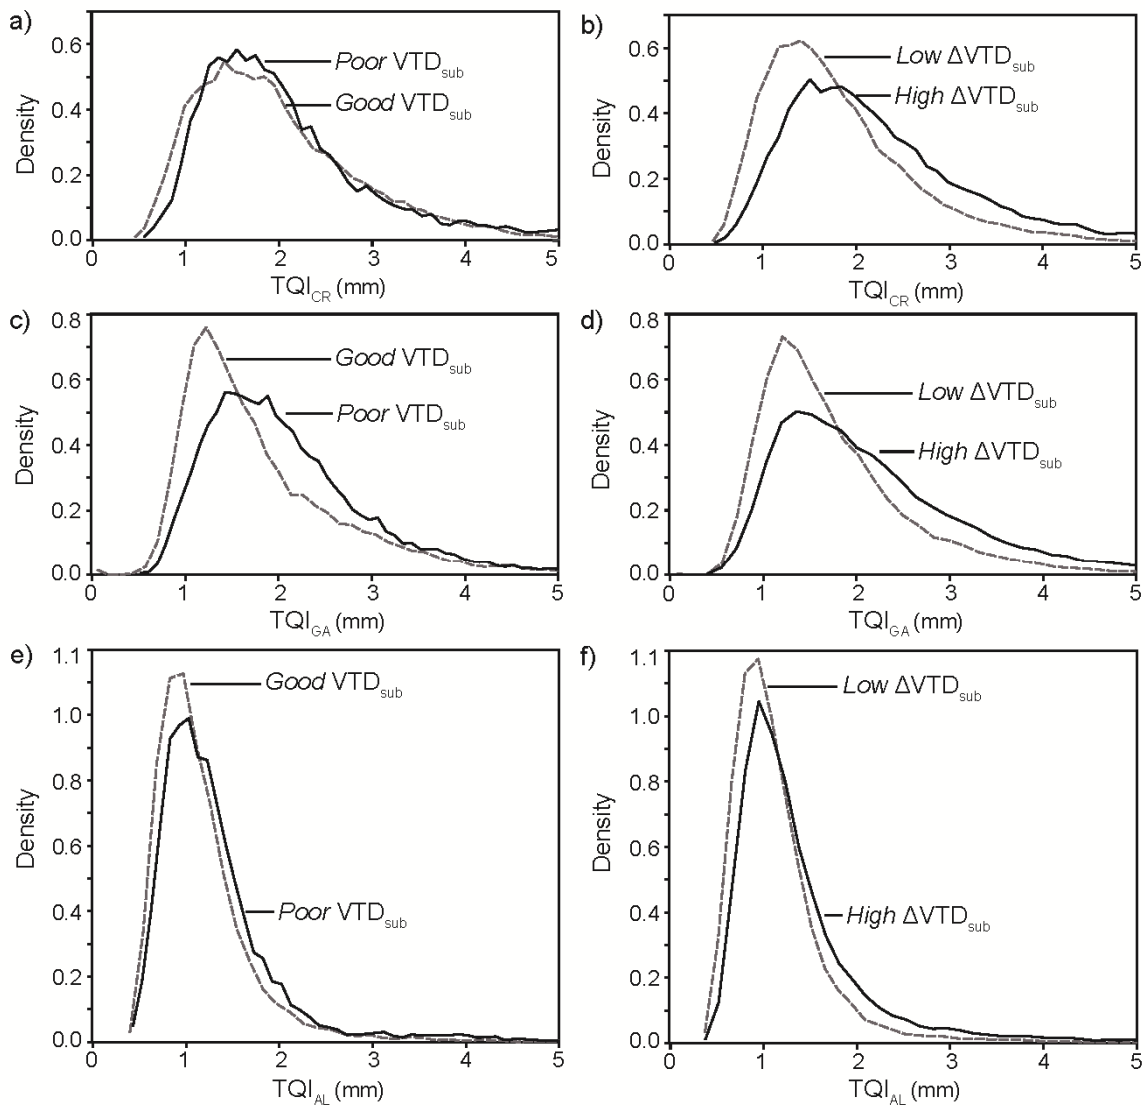 a)
0.6
0.4
0.2
0.0
Density
Poor VTDsub
Good VTDsub
0 1 2 3 4 5
TQICR (mm)
b)
0.6
0.4
0.2
0.0
Density
Low ΔVTDsub
High ΔVTDsub
0 1 2 3 4 5
TQICR (mm)
c)
0.8
0.6
0.4
0.2
0.0
Density
Good VTDsub
Poor VTDsub
0 1 2 3 4 5
TQIGA (mm)
d)
0.8
0.6
0.4
0.2
0.0
Density
Low ΔVTDsub
High ΔVTDsub
0 1 2 3 4 5
TQIGA (mm)
e)
1.1
1.0
0.8
0.6
0.4
0.2
0.0
Density
Good VTDsub
Poor VTDsub
0 1 2 3 4 5
TQIAL (mm)
f)
1.1
1.0
0.8
0.6
0.4
0.2
0.0
Density
Low ΔVTDsub
High ΔVTDsub
0 1 2 3 4 5
TQIAL (mm)